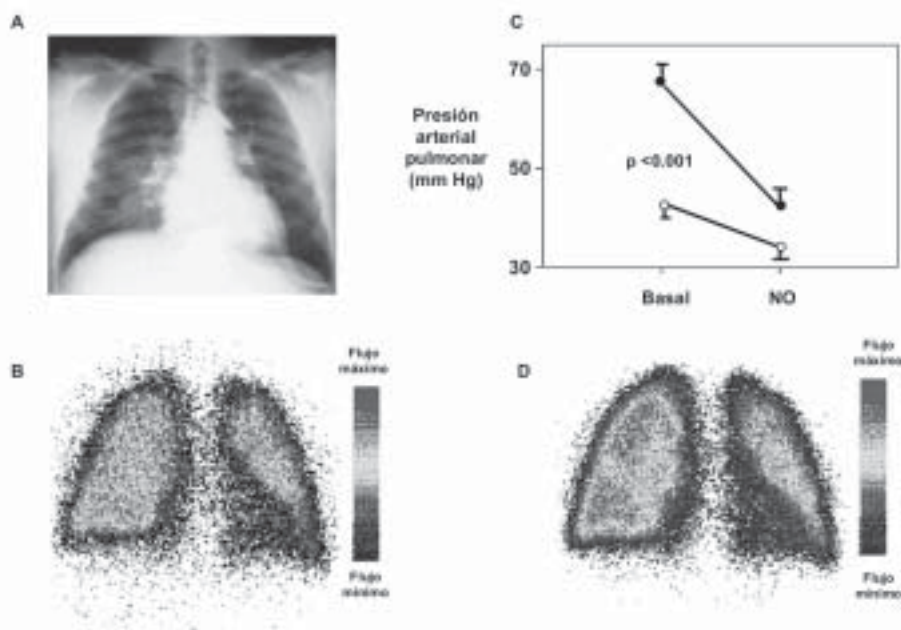 A
C
70
50
30
Presión
arterial
pulmonar
(mm Hg)
p <0.001
Basal
NO
B
Flujo
máximo
Flujo
mínimo
D
Flujo
máximo
Flujo
mínimo